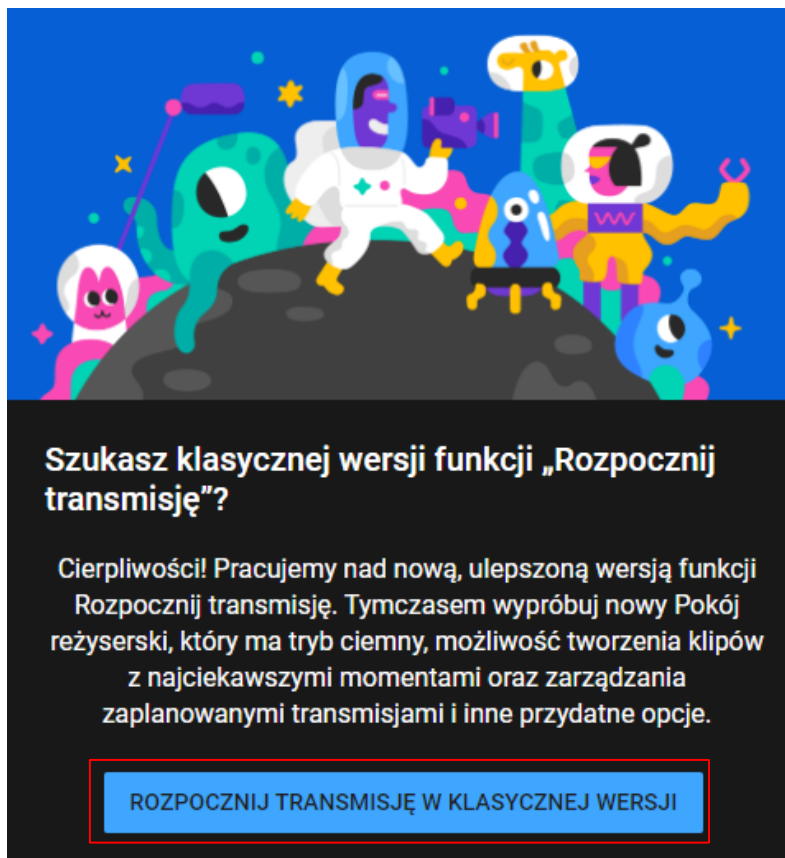 Szukasz klasycznej wersji funkcji „Rozpocznij
transmisję”?
Cierpliwości! Pracujemy nad nową, ulepszoną wersją funkcji
Rozpocznij transmisję. Tymczasem wypróbuj nowy Pokój
reżyserski, który ma tryb ciemny, możliwość tworzenia klipów
z najciekawszymi momentami oraz zarządzania
zaplanowanymi transmisjami i inne przydatne opcje.
ROZPOCZNIJ TRANSMISJĘ W KLASYCZNEJ WERSJI